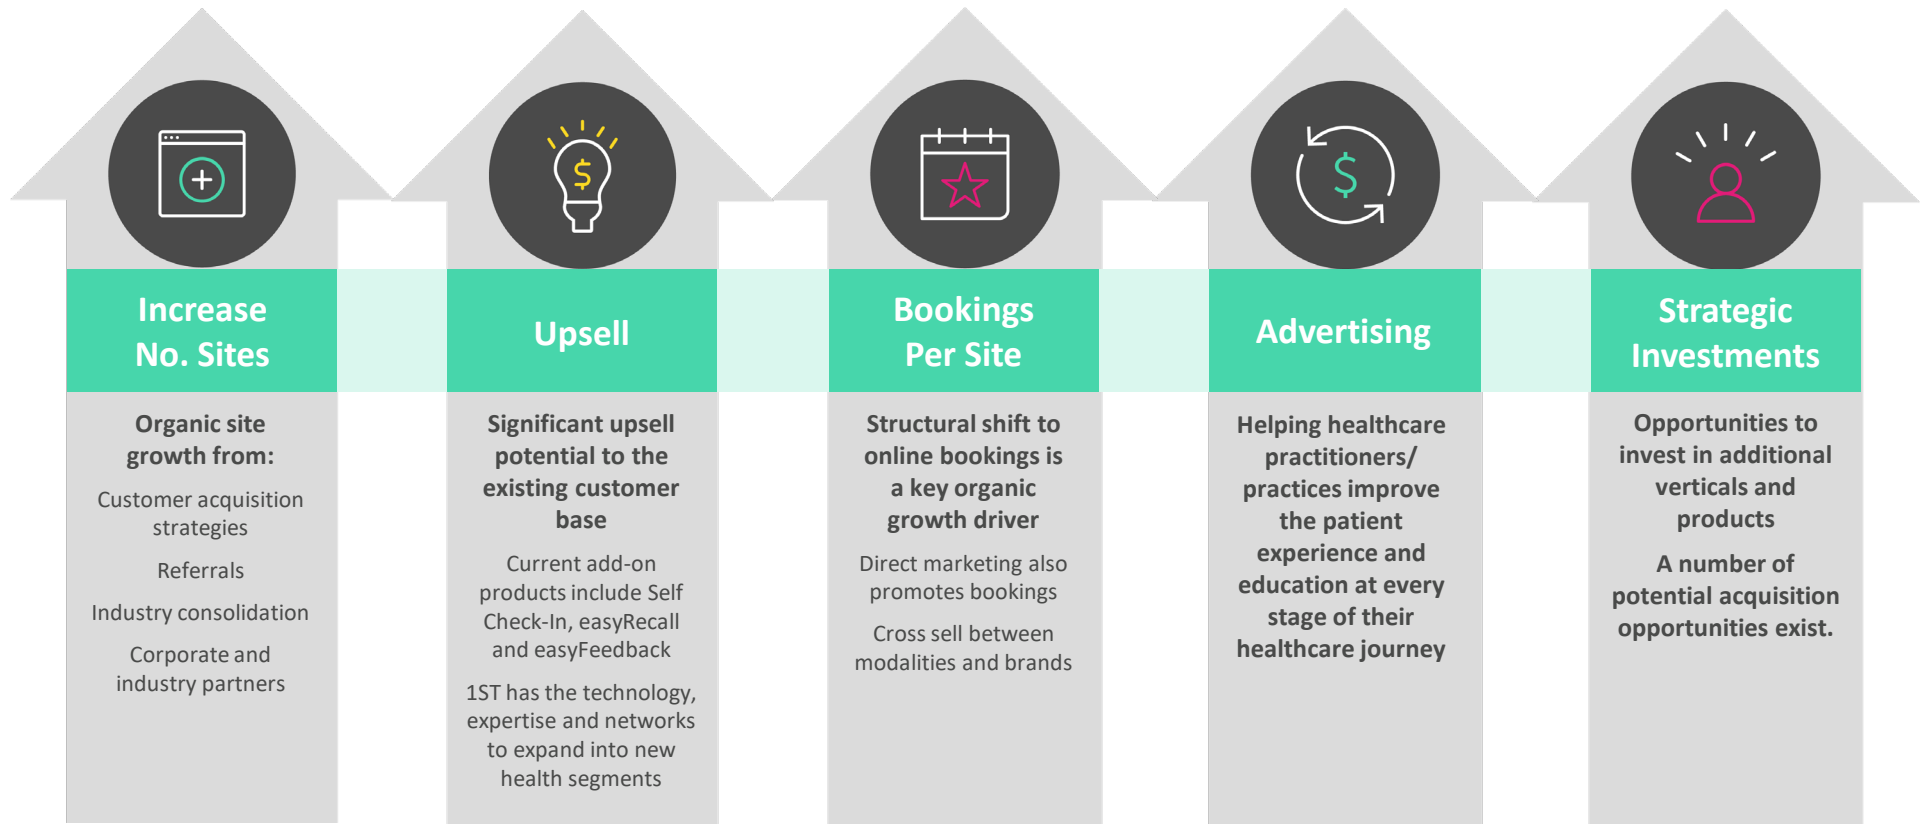 Increase
No. Sites
Organic site
growth from:
Customer acquisition
strategies
Referrals
Industry consolidation
Corporate and
industry partners
Upsell
Significant upsell
potential to the
existing customer
base
Current add-on
products include Self
Check-In, easyRecall
and easyFeedback
1ST has the technology,
expertise and networks
to expand into new
health segments
Bookings
Per Site
Structural shift to
online bookings is
a key organic
growth driver
Direct marketing also
promotes bookings
Cross sell between
modalities and brands
Advertising
Helping healthcare
practitioners/
practices improve
the patient
experience and
education at every
stage of their
healthcare journey
Strategic
Investments
Opportunities to
invest in additional
verticals and
products
A number of
potential acquisition
opportunities exist.